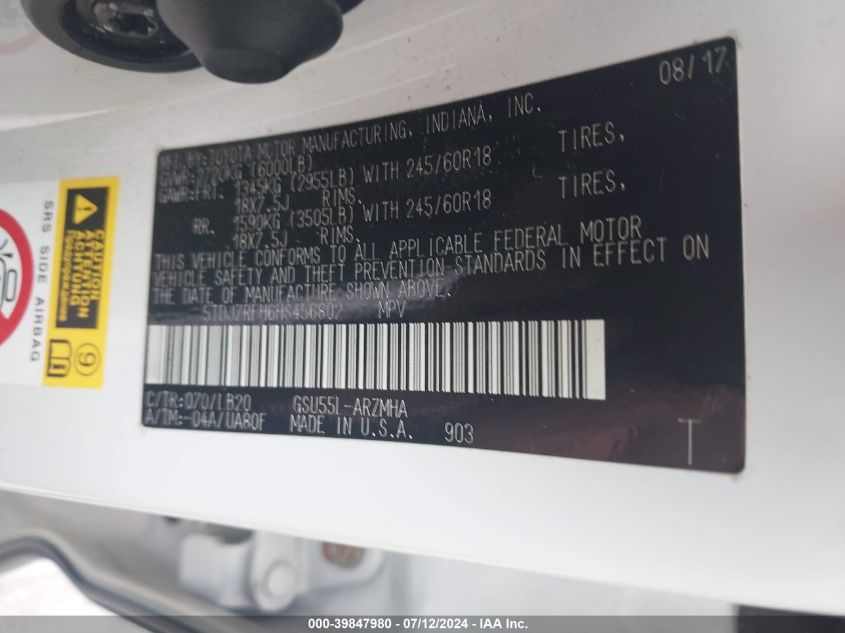 08/17
MFD.BY:TOYOTA MOTOR MANUFACTURING, INDIANA, INC.
GVWR:2720KG (6000LB)
GAWR:FRT. 1345KG (2955LB) WITH 245/60R18 TIRES,
18X7.5J RIMS.
RR. 1590KG (3505LB) WITH 245/60R18 TIRES,
18X7.5J RIMS.
THIS VEHICLE CONFORMS TO ALL APPLICABLE FEDERAL MOTOR
VEHICLE SAFETY AND THEFT PREVENTION STANDARDS IN EFFECT ON
THE DATE OF MANUFACTURE SHOWN ABOVE.
5TDJZRFH6HS456802 MPV
C/TR:070/LB20 GSU55L-ARZMHA
A/TM:-04A/UA80F MADE IN U.S.A. 903
T
SRS SIDE AIRBAG
CAUTION
ATTENTION
ACHTUNG
9
000-39847980 - 07/12/2024 - IAA Inc.